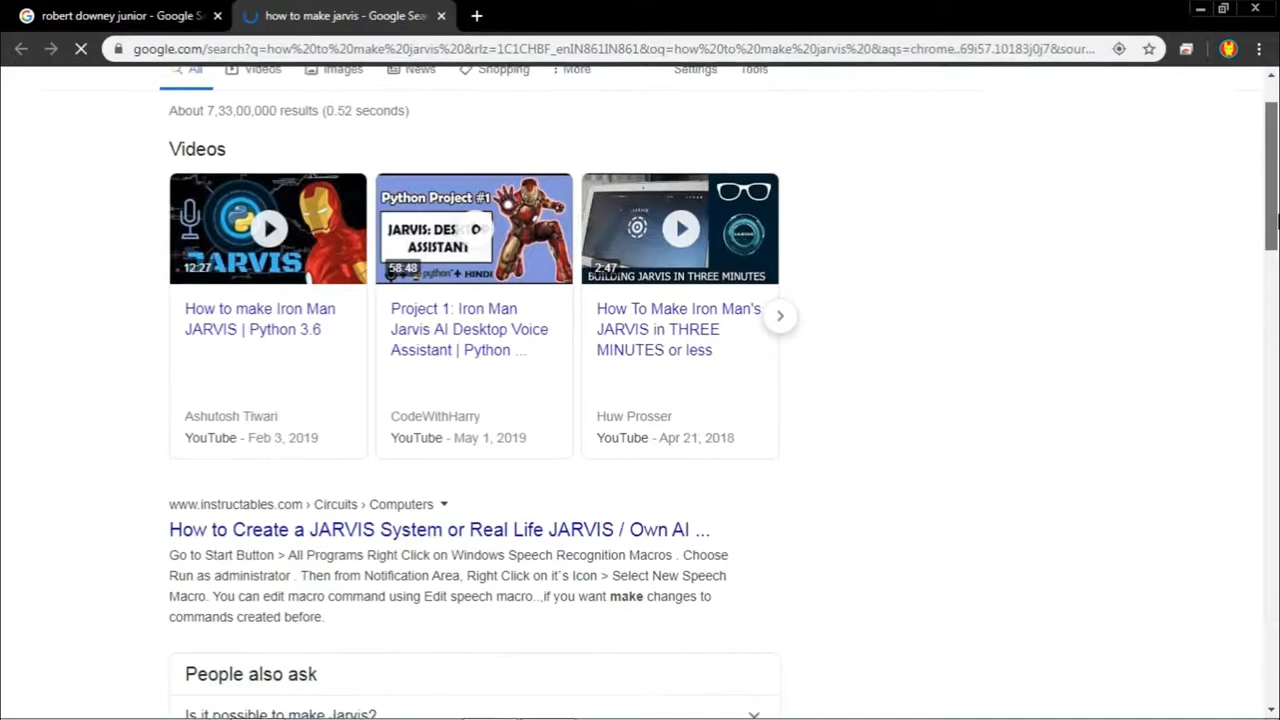 robert downey junior - Google S
how to make jarvis - Google Sea
google.com/search?q=how%20to%20make%20jarvis%20&rlz=1C1CHBF_enIN861IN861&oq=how%20to%20make%20jarvis%20&aqs=chrome..69i57.10183j0j7&sour...
All Videos Images News Shopping More Settings Tools
About 7,33,00,000 results (0.52 seconds)
Videos
JARVIS
12:27
Python Project #1
JARVIS: DESKTOP
ASSISTANT
58:48 python + HINDI
2:47
BUILDING JARVIS IN THREE MINUTES
How to make Iron Man
JARVIS | Python 3.6
Ashutosh Tiwari
YouTube - Feb 3, 2019
Project 1: Iron Man
Jarvis AI Desktop Voice
Assistant | Python ...
CodeWithHarry
YouTube - May 1, 2019
How To Make Iron Man's
JARVIS in THREE
MINUTES or less
Huw Prosser
YouTube - Apr 21, 2018
www.instructables.com › Circuits › Computers
How to Create a JARVIS System or Real Life JARVIS / Own AI ...
Go to Start Button > All Programs Right Click on Windows Speech Recognition Macros . Choose
Run as administrator . Then from Notification Area, Right Click on it`s Icon > Select New Speech
Macro. You can edit macro command using Edit speech macro..,if you want make changes to
commands created before.
People also ask
Is it possible to make Jarvis?